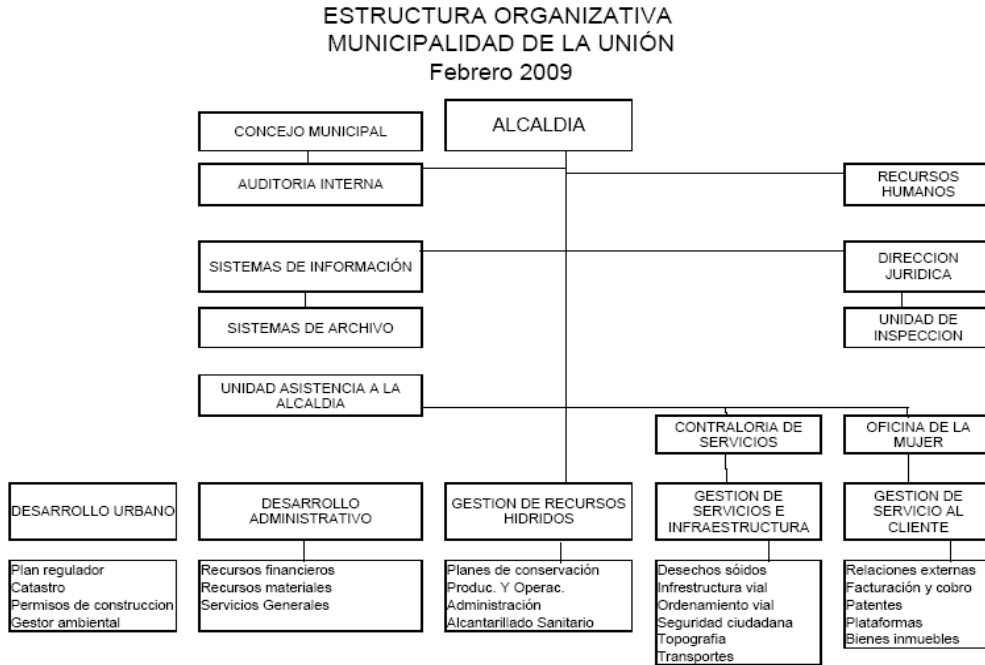 ESTRUCTURA ORGANIZATIVA
MUNICIPALIDAD DE LA UNIÓN
Febrero 2009
CONCEJO MUNICIPAL
ALCALDIA
AUDITORIA INTERNA
RECURSOS
HUMANOS
SISTEMAS DE INFORMACIÓN
DIRECCION
JURIDICA
SISTEMAS DE ARCHIVO
UNIDAD DE
INSPECCION
UNIDAD ASISTENCIA A LA
ALCALDIA
CONTRALORIA DE
SERVICIOS
OFICINA DE LA
MUJER
DESARROLLO URBANO
DESARROLLO
ADMINISTRATIVO
GESTION DE RECURSOS
HIDRIDOS
GESTION DE
SERVICIOS E
INFRAESTRUCTURA
GESTION DE
SERVICIO AL
CLIENTE
Plan regulador
Catastro
Permisos de construccion
Gestor ambiental
Recursos financieros
Recursos materiales
Servicios Generales
Planes de conservación
Produc. Y Operac.
Administración
Alcantarillado Sanitario
Desechos sóidos
Infrestructura vial
Ordenamiento vial
Seguridad ciudadana
Topografia
Transportes
Relaciones externas
Facturación y cobro
Patentes
Plataformas
Bienes inmuebles